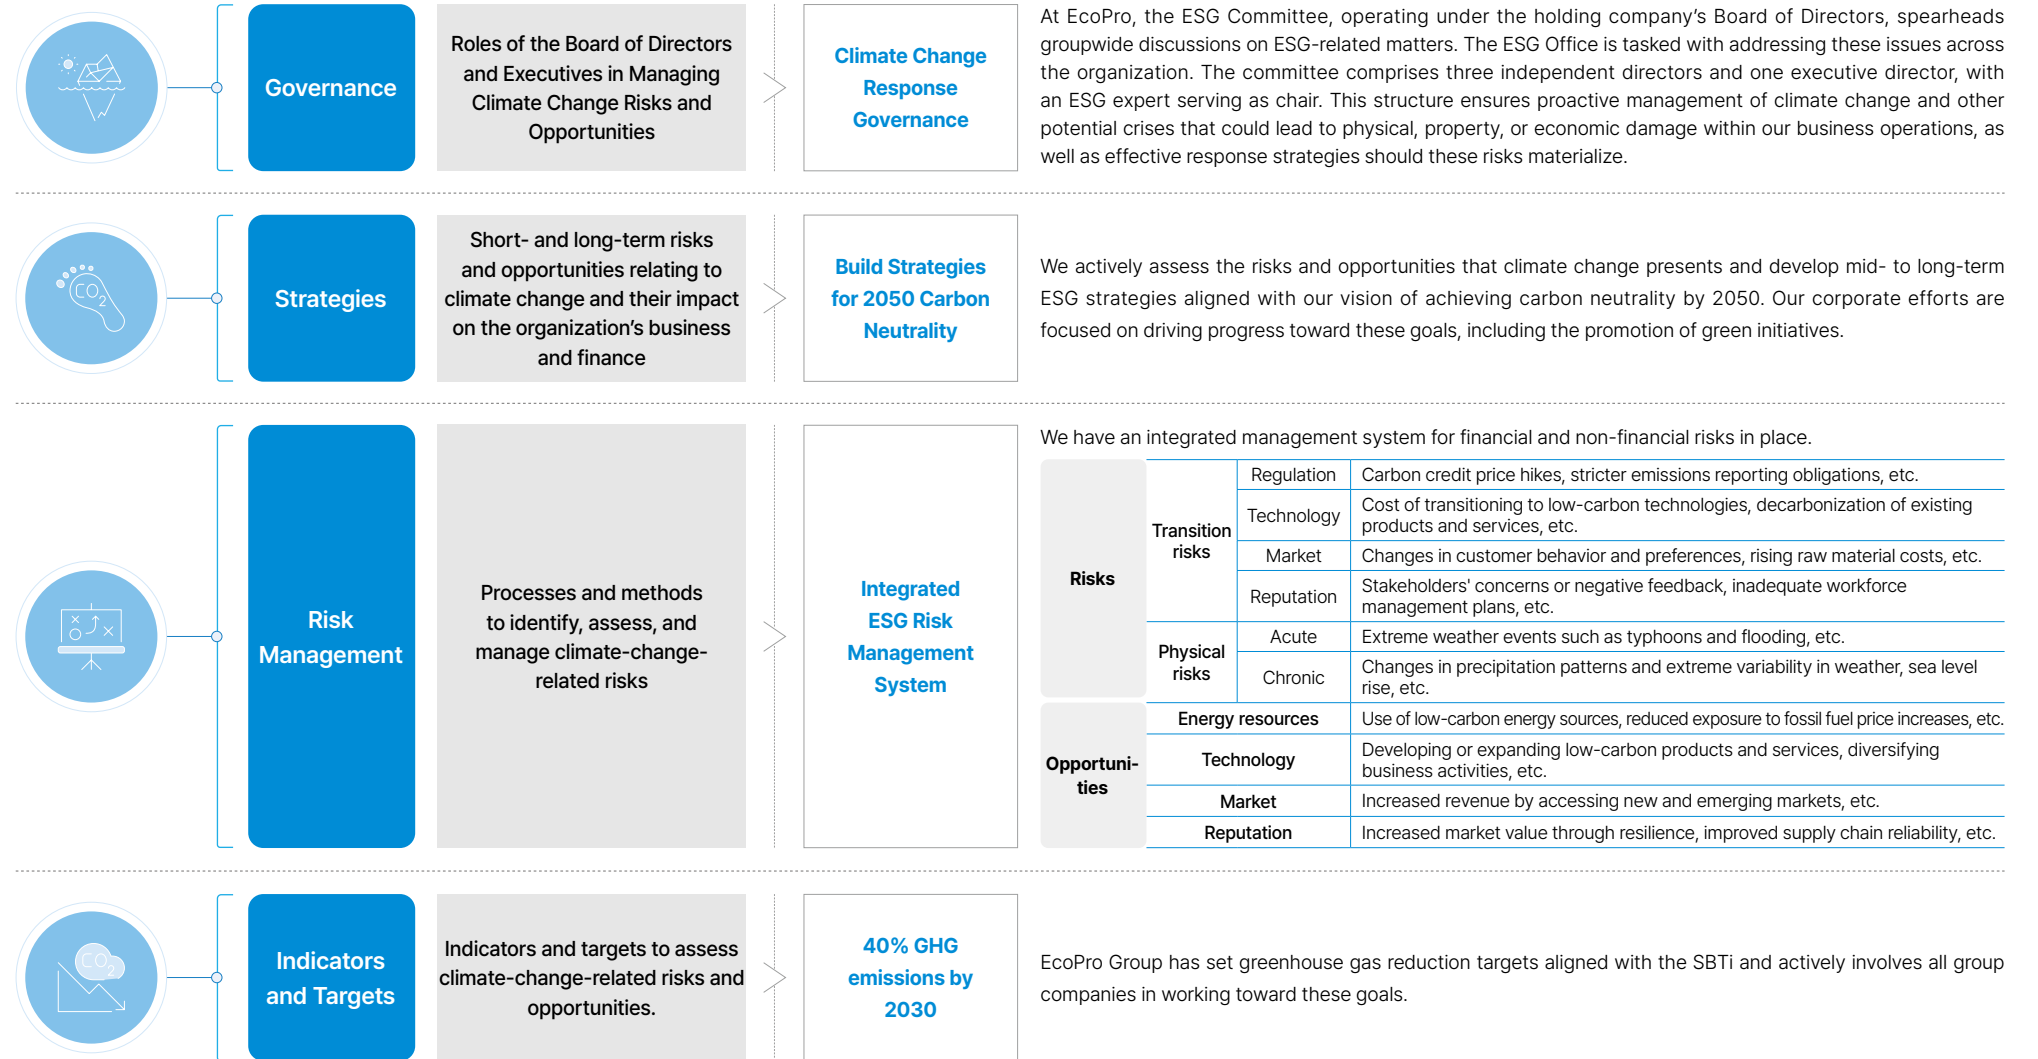 Governance
Roles of the Board of Directors
and Executives in Managing
Climate Change Risks and
Opportunities
Climate Change
Response
Governance
At EcoPro, the ESG Committee, operating under the holding company's Board of Directors, spearheads
groupwide discussions on ESG-related matters. The ESG Office is tasked with addressing these issues across
the organization. The committee comprises three independent directors and one executive director, with
an ESG expert serving as chair. This structure ensures proactive management of climate change and other
potential crises that could lead to physical, property, or economic damage within our business operations, as
well as effective response strategies should these risks materialize.
CO2
Strategies
Short- and long-term risks
and opportunities relating to
climate change and their impact
on the organization's business
and finance
Build Strategies
for 2050 Carbon
Neutrality
We actively assess the risks and opportunities that climate change presents and develop mid- to long-term
ESG strategies aligned with our vision of achieving carbon neutrality by 2050. Our corporate efforts are
focused on driving progress toward these goals, including the promotion of green initiatives.
Risk
Management
Processes and methods
to identify, assess, and
manage climate-change-
related risks
Integrated
ESG Risk
Management
System
We have an integrated management system for financial and non-financial risks in place.
Risks
Transition
risks
Regulation
Carbon credit price hikes, stricter emissions reporting obligations, etc.
Technology
Cost of transitioning to low-carbon technologies, decarbonization of existing
products and services, etc.
Market
Changes in customer behavior and preferences, rising raw material costs, etc.
Reputation
Stakeholders' concerns or negative feedback, inadequate workforce
management plans, etc.
Physical
risks
Acute
Extreme weather events such as typhoons and flooding, etc.
Chronic
Changes in precipitation patterns and extreme variability in weather, sea level
rise, etc.
Opportuni-
ties
Energy resources
Use of low-carbon energy sources, reduced exposure to fossil fuel price increases, etc.
Technology
Developing or expanding low-carbon products and services, diversifying
business activities, etc.
Market
Increased revenue by accessing new and emerging markets, etc.
Reputation
Increased market value through resilience, improved supply chain reliability, etc.
CO2
Indicators
and Targets
Indicators and targets to assess
climate-change-related risks and
opportunities.
40% GHG
emissions by
2030
EcoPro Group has set greenhouse gas reduction targets aligned with the SBTi and actively involves all group
companies in working toward these goals.